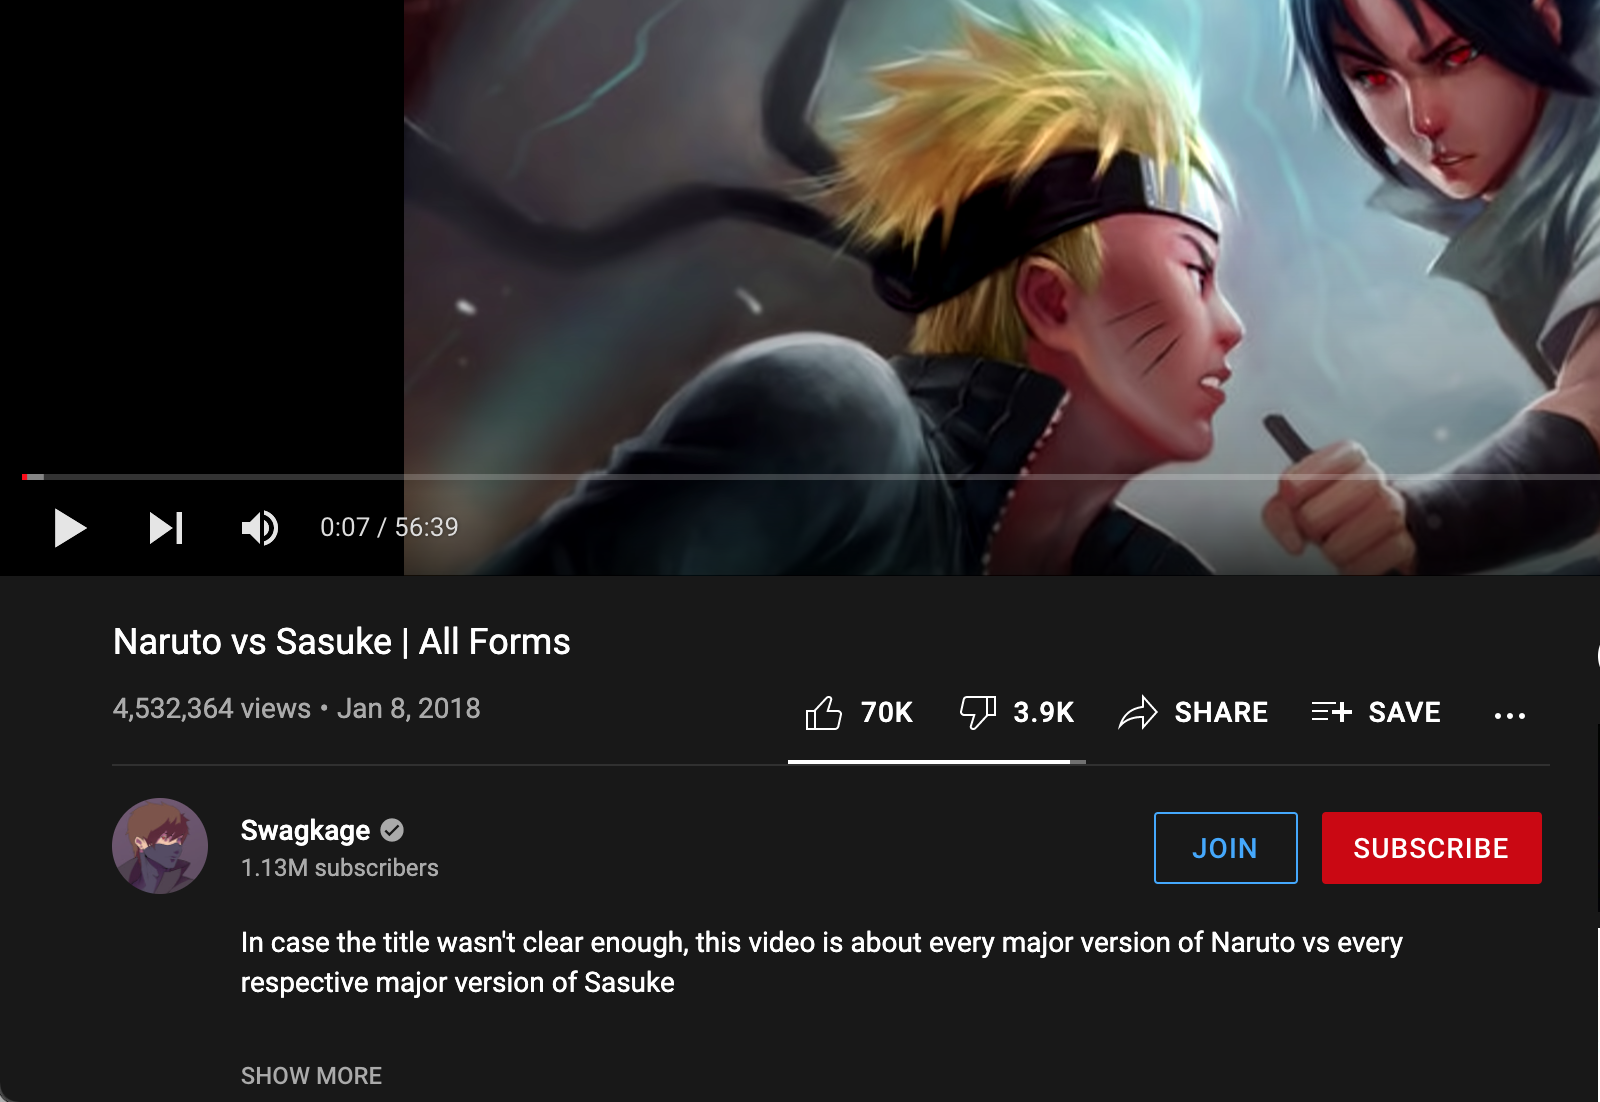 0:07 / 56:39
Naruto vs Sasuke | All Forms
4,532,364 views • Jan 8, 2018
70K
3.9K
SHARE
SAVE
Swagkage
1.13M subscribers
JOIN
SUBSCRIBE
In case the title wasn't clear enough, this video is about every major version of Naruto vs every
respective major version of Sasuke
SHOW MORE